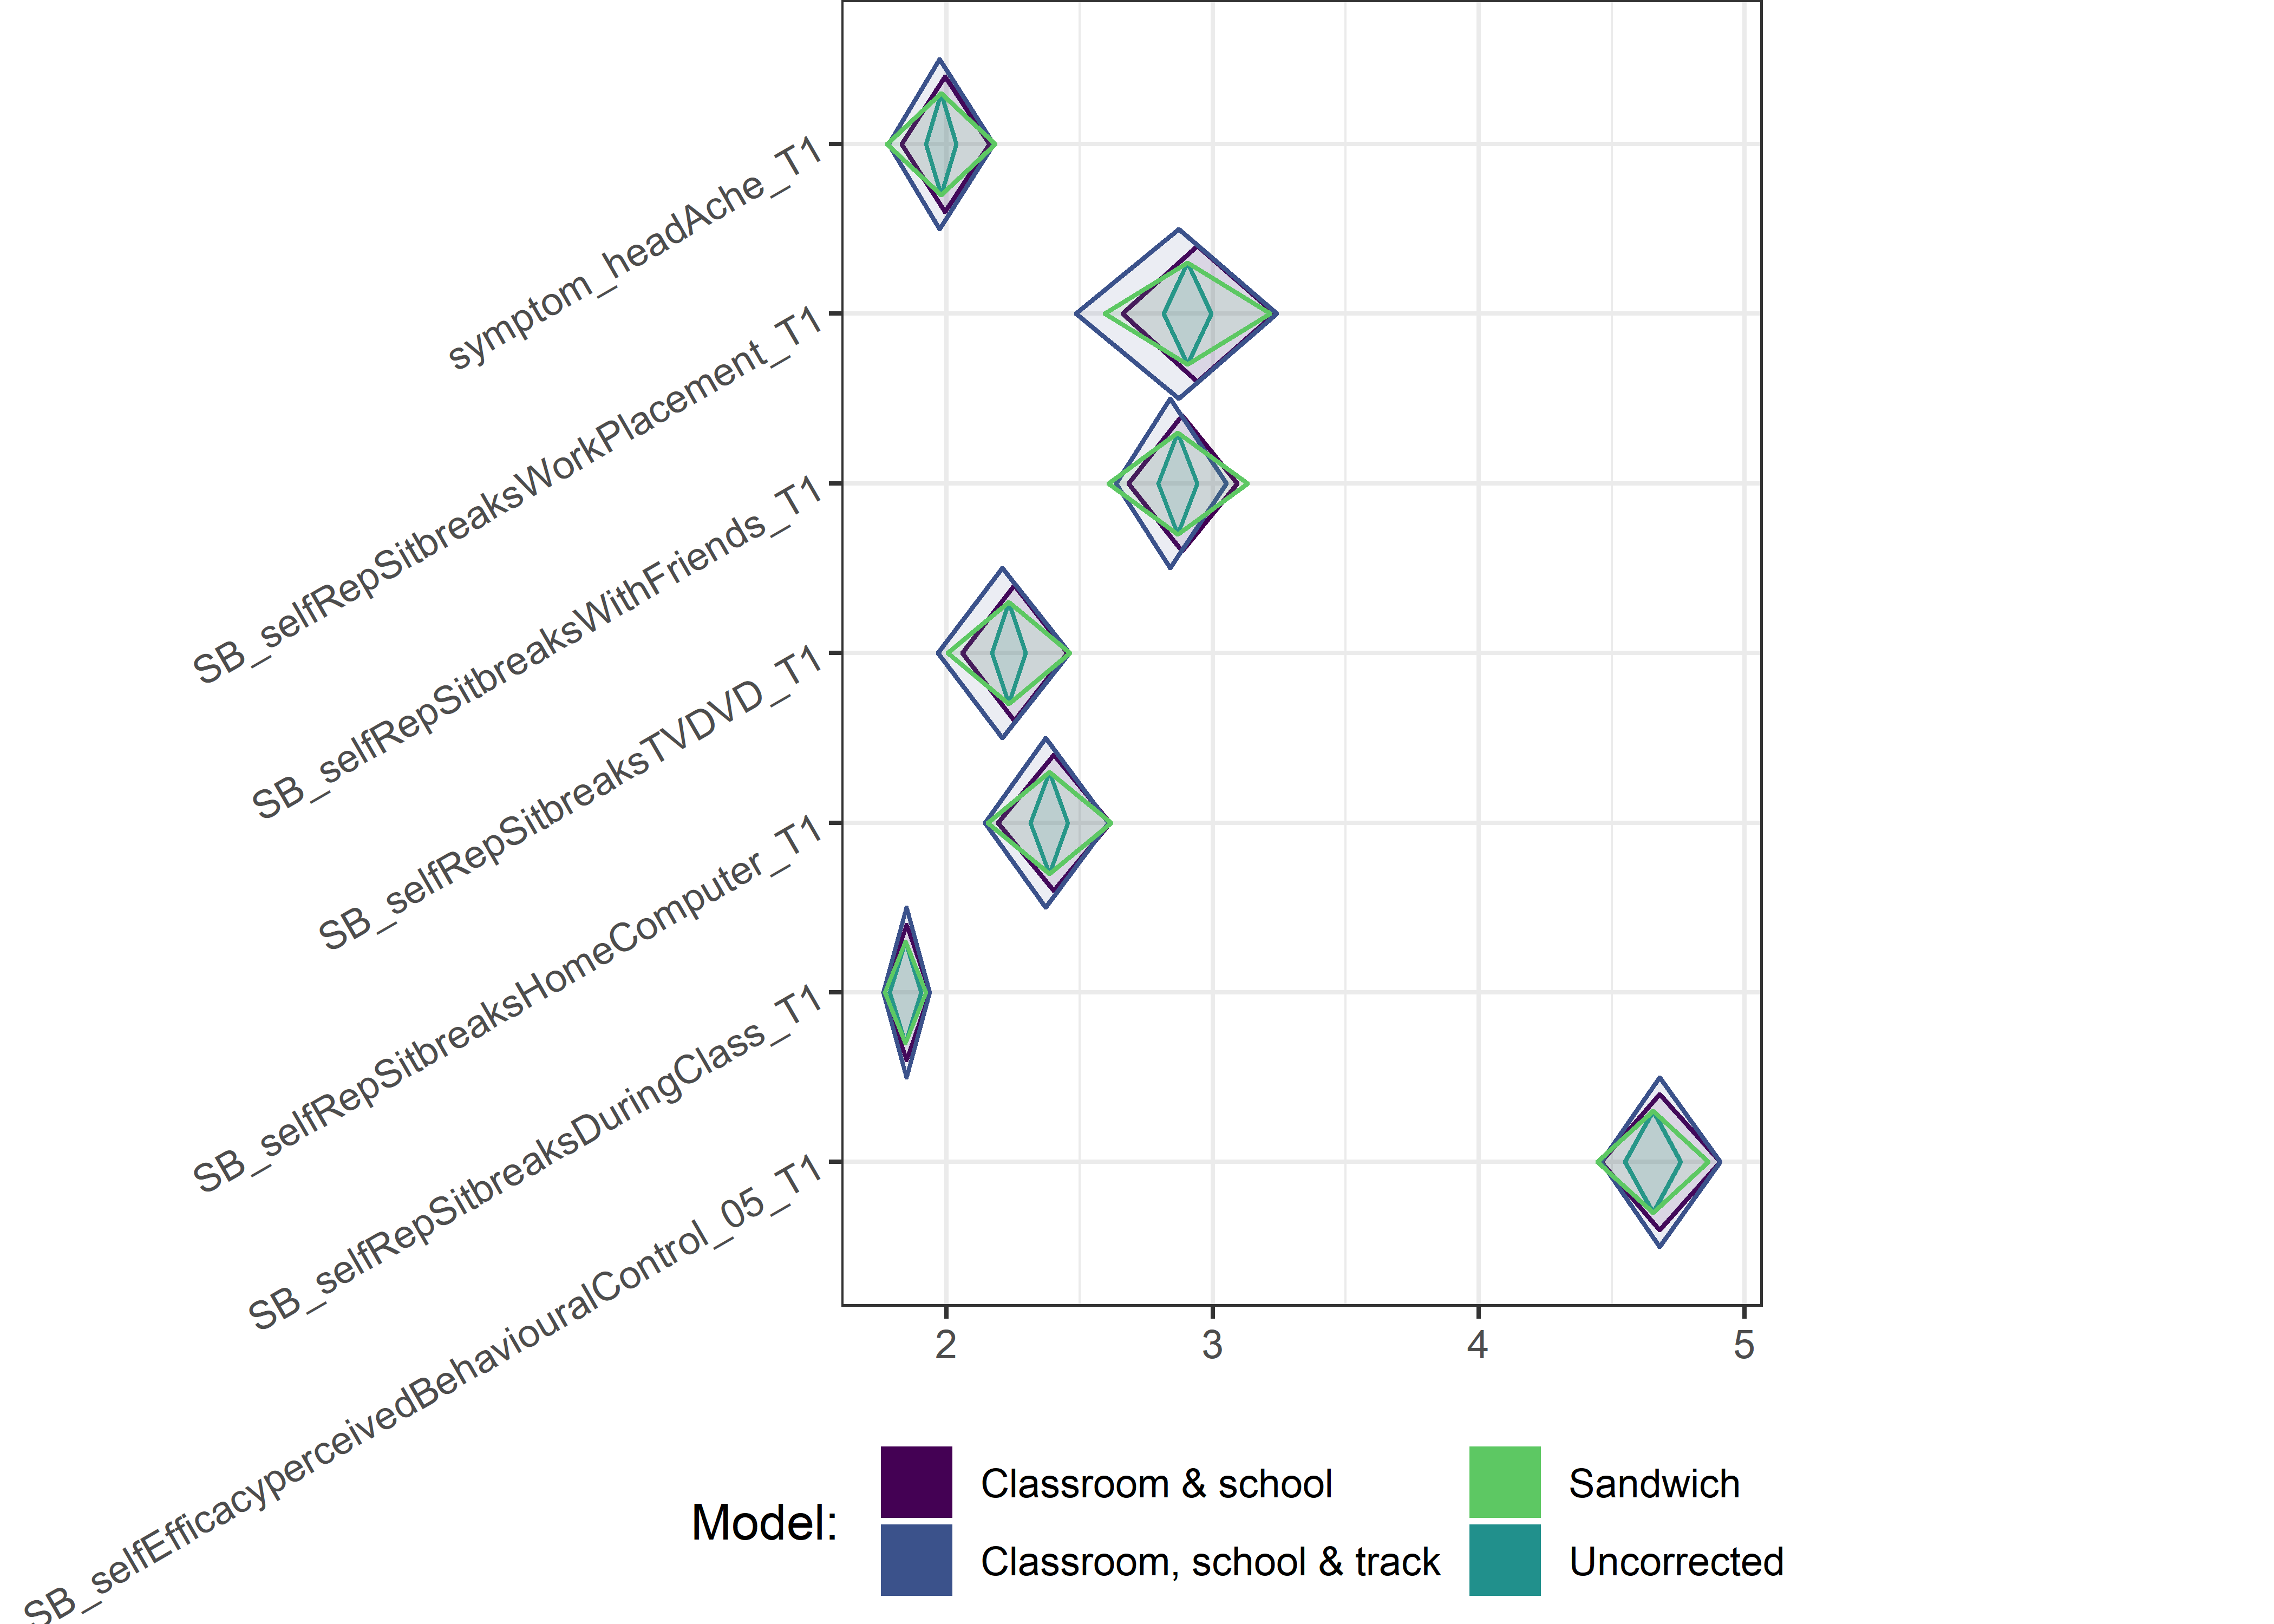 symptom_headAche_T1
SB_selfRepSitbreaksWorkPlacement_T1
SB_selfRepSitbreaksWithFriends_T1
SB_selfRepSitbreaksTVDVD_T1
SB_selfRepSitbreaksHomeComputer_T1
SB_selfRepSitbreaksDuringClass_T1
SB_selfEfficacyperceivedBehaviouralControl_05_T1
2 3 4 5
Model:
Classroom & school
Classroom, school & track
Sandwich
Uncorrected